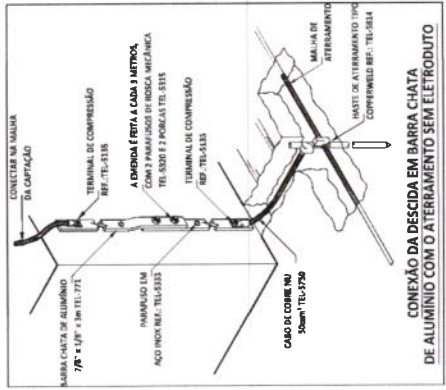 CONECTAR NA MALHA
DA CAPTAÇÃO
BARRA CHATA DE ALUMÍNIO
7/8" x 1/8" x 3m TEL-771
TERMINAL DE COMPRESSÃO
REF.:TEL-5135
A EMENDA É FEITA A CADA 3 METROS,
COM 2 PARAFUSOS DE ROSCA MECÂNICA
TEL-5320 E 2 PORCAS TEL-5315
PARAFUSO EM
AÇO INOX REF.: TEL-5333
TERMINAL DE COMPRESSÃO
REF.:TEL-5135
CABO DE COBRE NU
50mm² TEL-5750
MALHA DE
ATERRAMENTO
HASTE DE ATERRAMENTO TIPO
COPPERWELD REF.: TEL-5814
CONEXÃO DA DESCIDA EM BARRA CHATA
DE ALUMÍNIO COM O ATERRAMENTO SEM ELETRODUTO